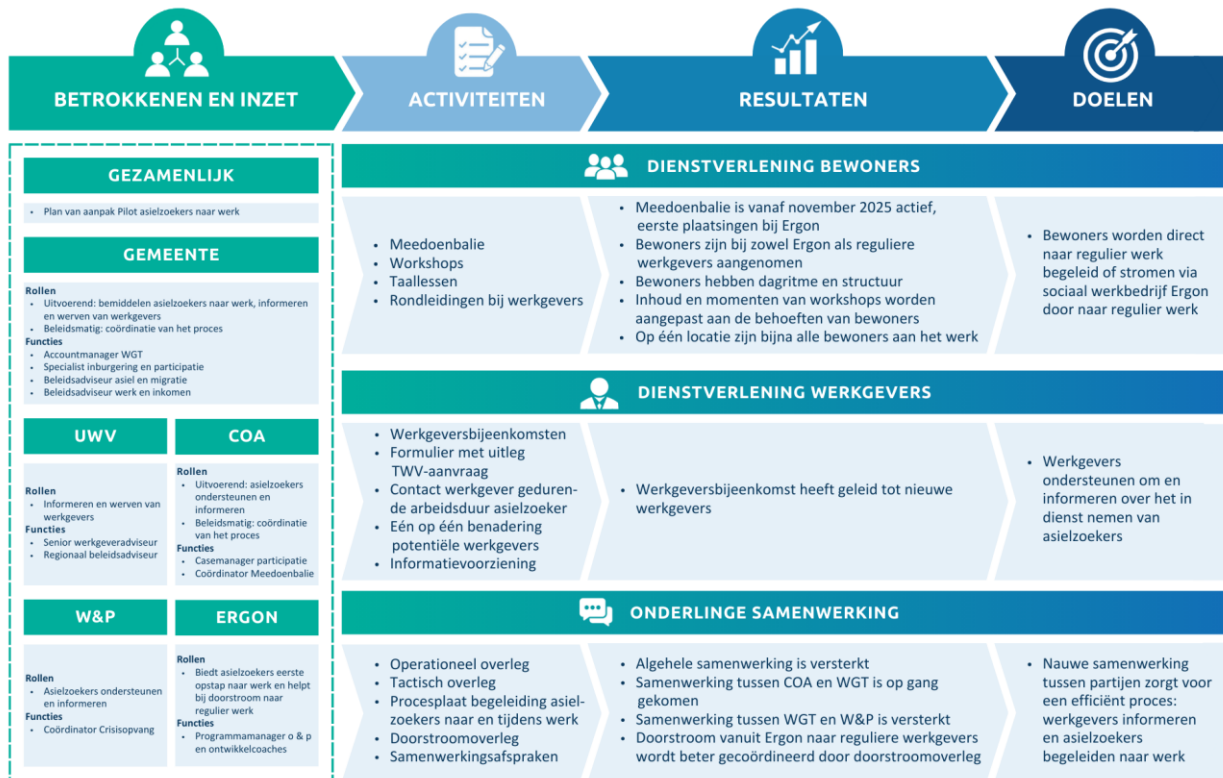 BETROKKENEN EN INZET
ACTIVITEITEN
RESULTATEN
DOELEN
GEZAMENLIJK
• Plan van aanpak Pilot asielzoekers naar werk
GEMEENTE
Rollen
• Uitvoerend: bemiddelen asielzoekers naar werk, informeren
en werven van werkgevers
• Beleidsmatig: coördinatie van het proces
Functies
• Accountmanager WGT
• Specialist inburgering en participatie
• Beleidsadviseur asiel en migratie
• Beleidsadviseur werk en inkomen
UWV
Rollen
• Informeren en werven van
werkgevers
Functies
• Senior werkgeveradviseur
• Regionaal beleidsadviseur
COA
Rollen
• Uitvoerend: asielzoekers
ondersteunen en
informeren
• Beleidsmatig: coördinatie
van het proces
Functies
• Casemanager participatie
• Coördinator Meedoenbalie
W&P
Rollen
• Asielzoekers ondersteunen
en informeren
Functies
• Coördinator Crisisopvang
ERGON
Rollen
• Biedt asielzoekers eerste
opstap naar werk en helpt
bij doorstroom naar
regulier werk
Functies
• Programmamanager o & p
en ontwikkelcoaches
DIENSTVERLENING BEWONERS
• Meedoenbalie
• Workshops
• Taallessen
• Rondleidingen bij werkgevers
• Meedoenbalie is vanaf november 2025 actief,
eerste plaatsingen bij Ergon
• Bewoners zijn bij zowel Ergon als reguliere
werkgevers aangenomen
• Bewoners hebben dagritme en structuur
• Inhoud en momenten van workshops worden
aangepast aan de behoeften van bewoners
• Op één locatie zijn bijna alle bewoners aan het werk
• Bewoners worden direct
naar regulier werk
begeleid of stromen via
sociaal werkbedrijf Ergon
door naar regulier werk
DIENSTVERLENING WERKGEVERS
• Werkgeversbijeenkomsten
• Formulier met uitleg
TWV-aanvraag
• Contact werkgever geduren-
de arbeidsduur asielzoeker
• Eén op één benadering
potentiële werkgevers
• Informatievoorziening
• Werkgeversbijeenkomst heeft geleid tot nieuwe
werkgevers
• Werkgevers
ondersteunen om en
informeren over het in
dienst nemen van
asielzoekers
ONDERLINGE SAMENWERKING
• Operationeel overleg
• Tactisch overleg
• Procesplaat begeleiding asiel-
zoekers naar en tijdens werk
• Doorstroomoverleg
• Samenwerkingsafspraken
• Algehele samenwerking is versterkt
• Samenwerking tussen COA en WGT is op gang
gekomen
• Samenwerking tussen WGT en W&P is versterkt
• Doorstroom vanuit Ergon naar reguliere werkgevers
wordt beter gecoördineerd door doorstroomoverleg
• Nauwe samenwerking
tussen partijen zorgt voor
een efficiënt proces:
werkgevers informeren
en asielzoekers
begeleiden naar werk